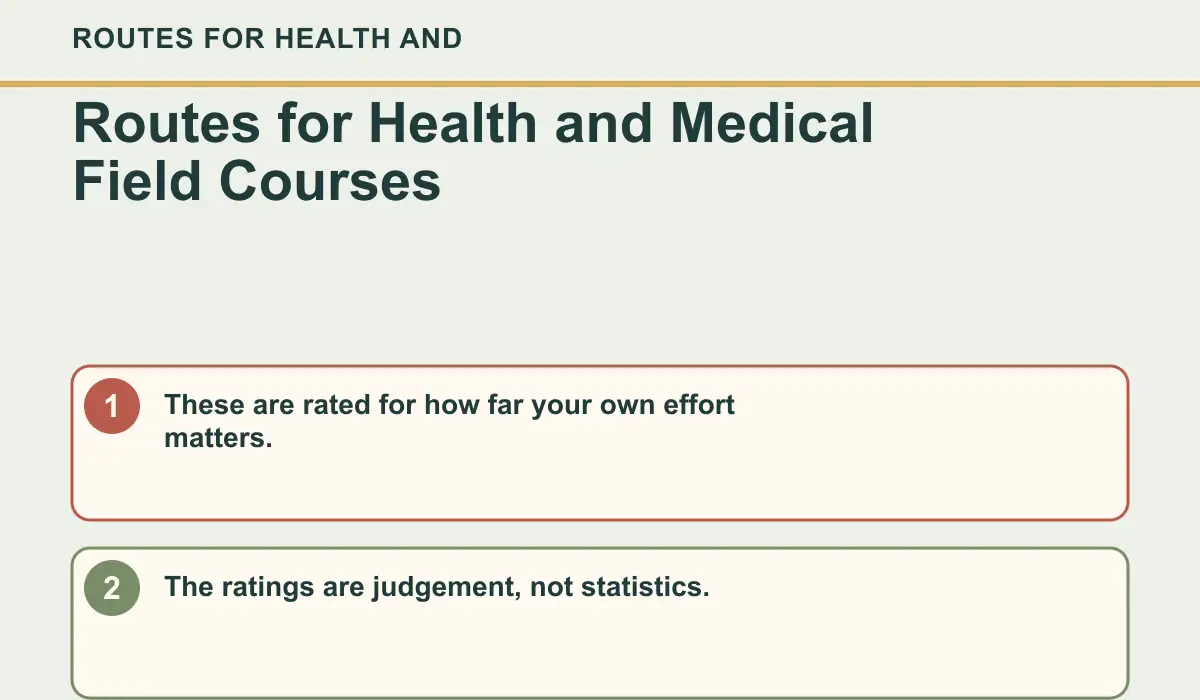 ROUTES FOR HEALTH AND
Routes for Health and Medical
Field Courses
1
These are rated for how far your own effort
matters.
2
The ratings are judgement, not statistics.